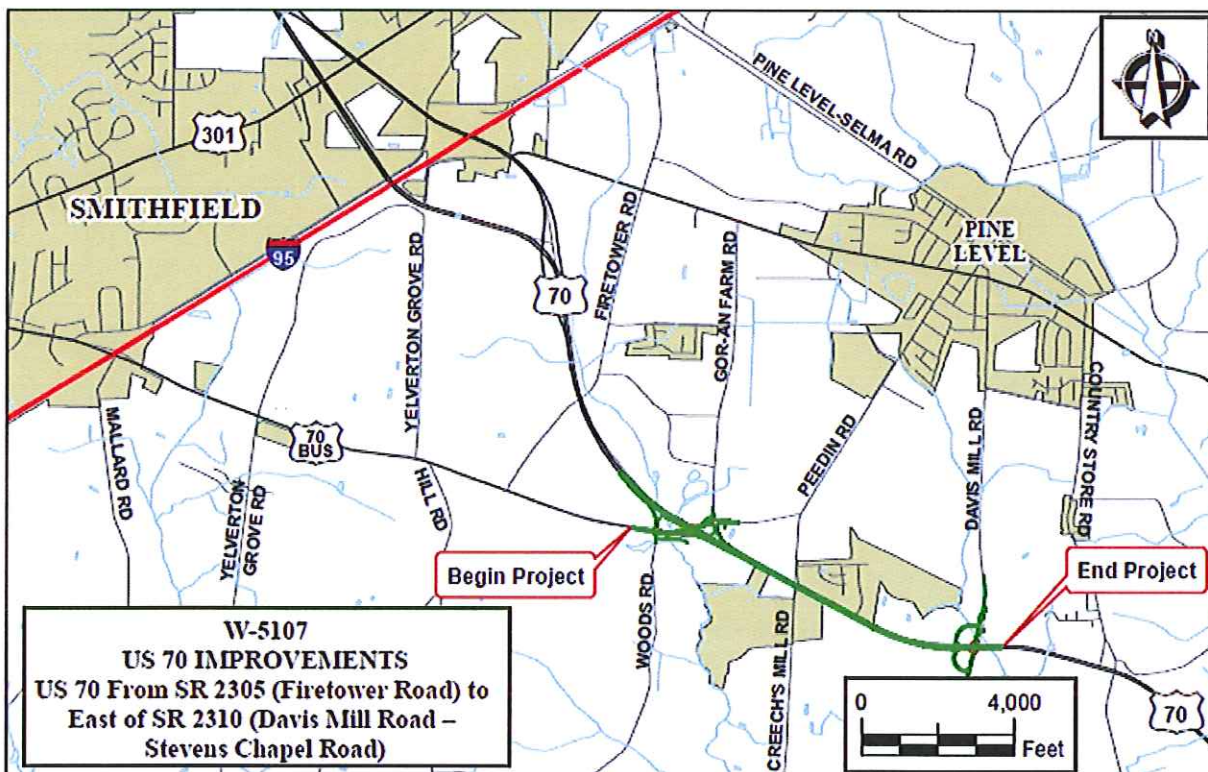 PINE LEVEL-SELMA RD
301
SMITHFIELD
95
YELVERTON GROVE RD
70
FIRETOWER RD
GOR-AN FARM RD
PINE
LEVEL
MALLARD RD
70
BUS
YELVERTON
GROVE RD
HILL RD
PEEDIN RD
DAVIS MILL RD
COUNTRY STORE RD
Begin Project
End Project
WOODS RD
CREECH'S MILL RD
W-5107
US 70 IMPROVEMENTS
US 70 From SR 2305 (Firetower Road) to
East of SR 2310 (Davis Mill Road –
Stevens Chapel Road)
0 4,000
Feet
70